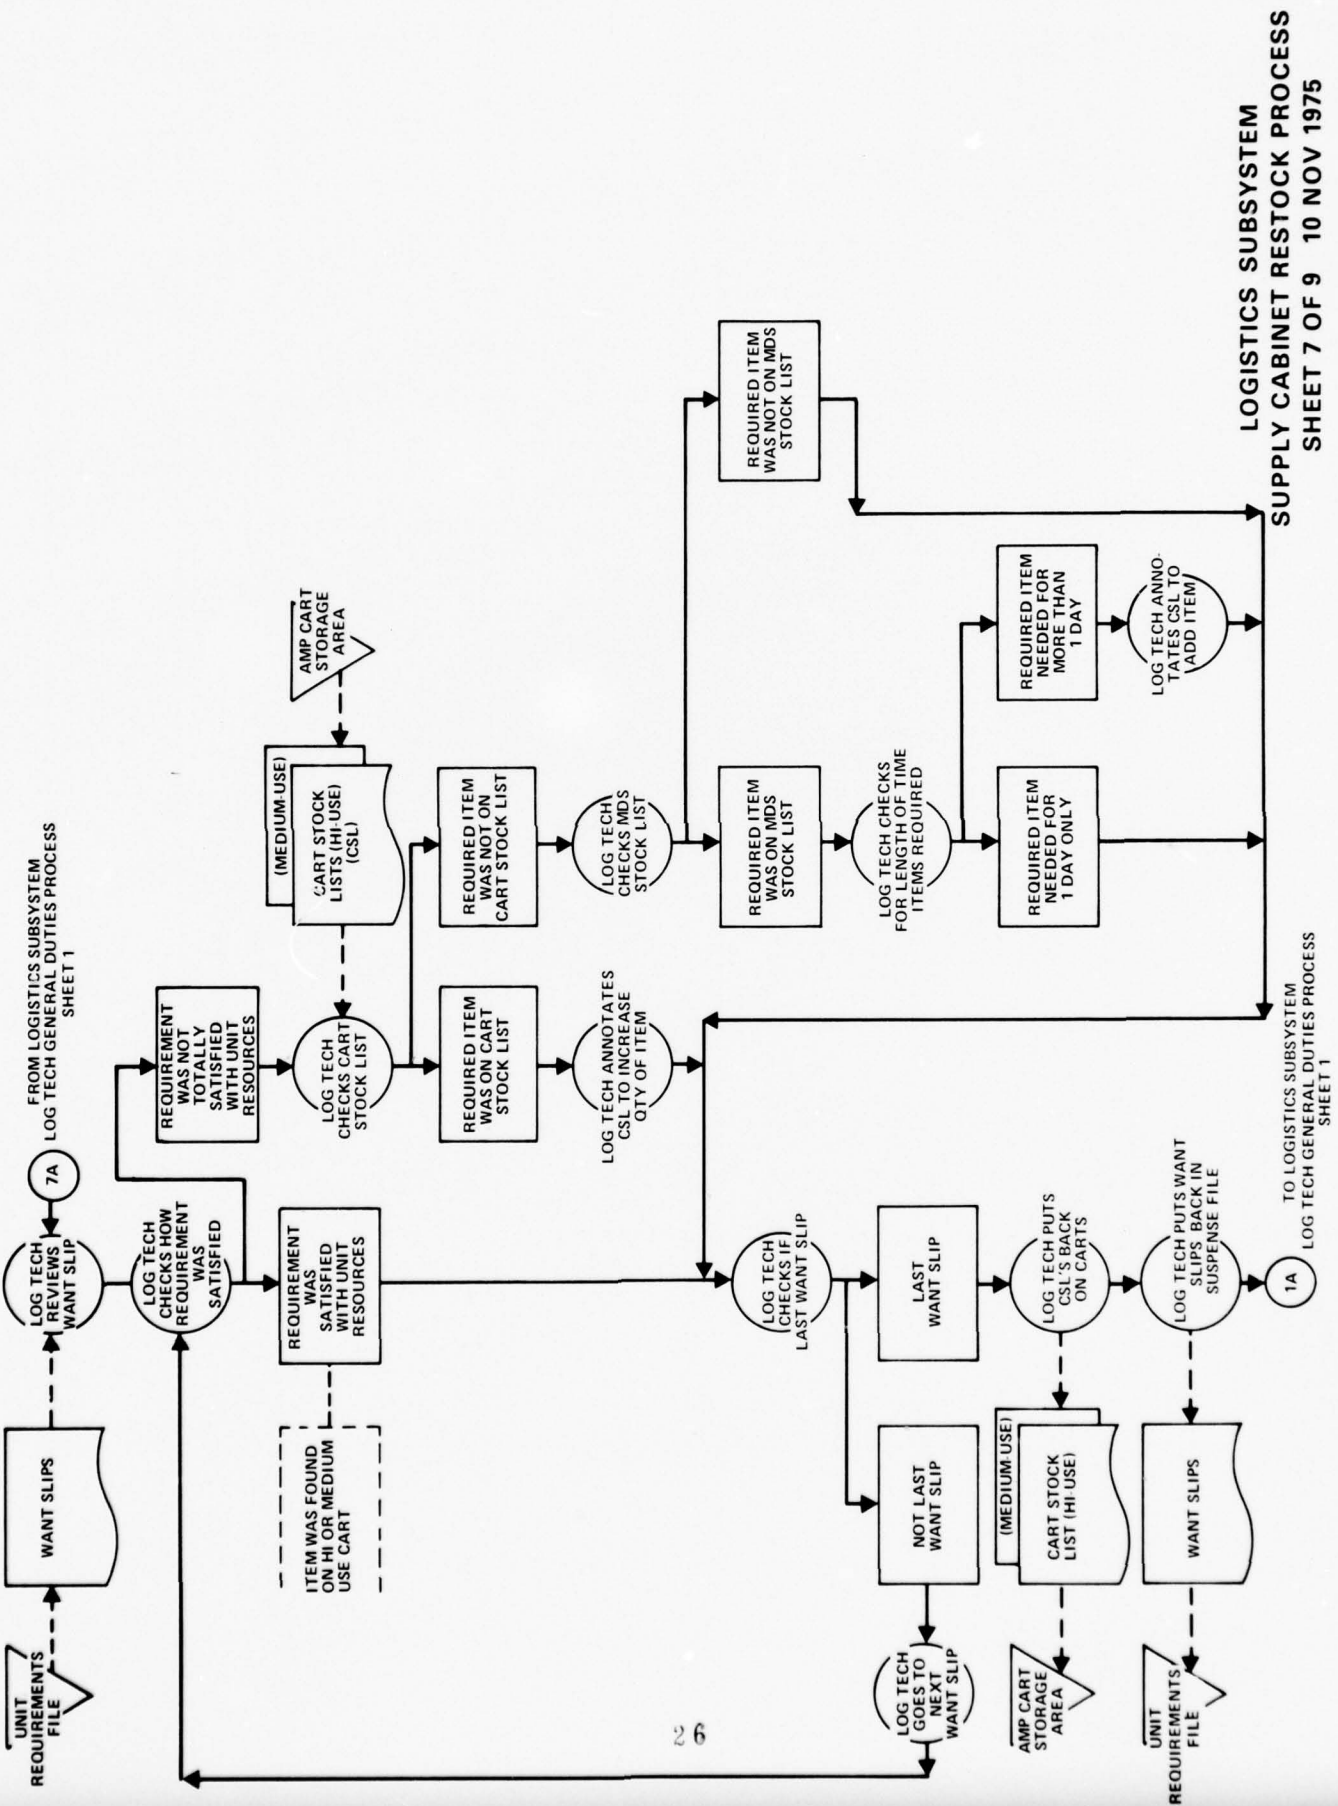 FROM LOGISTICS SUBSYSTEM
LOG TECH GENERAL DUTIES PROCESS
SHEET 1
7A
UNIT
REQUIREMENTS
FILE
WANT SLIPS
LOG TECH
REVIEWS
WANT SLIP
LOG TECH
CHECKS HOW
REQUIREMENT
WAS
SATISFIED
REQUIREMENT
WAS NOT
TOTALLY
SATISFIED
WITH UNIT
RESOURCES
REQUIREMENT
WAS
SATISFIED
WITH UNIT
RESOURCES
ITEM WAS FOUND
ON HI OR MEDIUM
USE CART
AMP CART
STORAGE
AREA
(MEDIUM-USE)
CART STOCK
LISTS (HI-USE)
(CSL)
LOG TECH
CHECKS CART
STOCK LIST
REQUIRED ITEM
WAS ON CART
STOCK LIST
REQUIRED ITEM
WAS NOT ON
CART STOCK LIST
LOG TECH ANNOTATES
CSL TO INCREASE
QTY OF ITEM
LOG TECH
CHECKS MDS
STOCK LIST
REQUIRED ITEM
WAS ON MDS
STOCK LIST
REQUIRED ITEM
WAS NOT ON MDS
STOCK LIST
LOG TECH CHECKS
FOR LENGTH OF TIME
ITEMS REQUIRED
REQUIRED ITEM
NEEDED FOR
1 DAY ONLY
REQUIRED ITEM
NEEDED FOR
MORE THAN
1 DAY
LOG TECH ANNO-
TATES CSL TO
ADD ITEM
LOG TECH
CHECKS IF
LAST WANT SLIP
LAST
WANT SLIP
NOT LAST
WANT SLIP
LOG TECH
GOES TO
NEXT
WANT SLIP
LOG TECH PUTS
CSL'S BACK
ON CARTS
(MEDIUM-USE)
CART STOCK
LIST (HI-USE)
AMP CART
STORAGE
AREA
LOG TECH PUTS WANT
SLIPS BACK IN
SUSPENSE FILE
WANT SLIPS
UNIT
REQUIREMENTS
FILE
1A
TO LOGISTICS SUBSYSTEM
LOG TECH GENERAL DUTIES PROCESS
SHEET 1
LOGISTICS SUBSYSTEM
SUPPLY CABINET RESTOCK PROCESS
SHEET 7 OF 9 10 NOV 1975
26